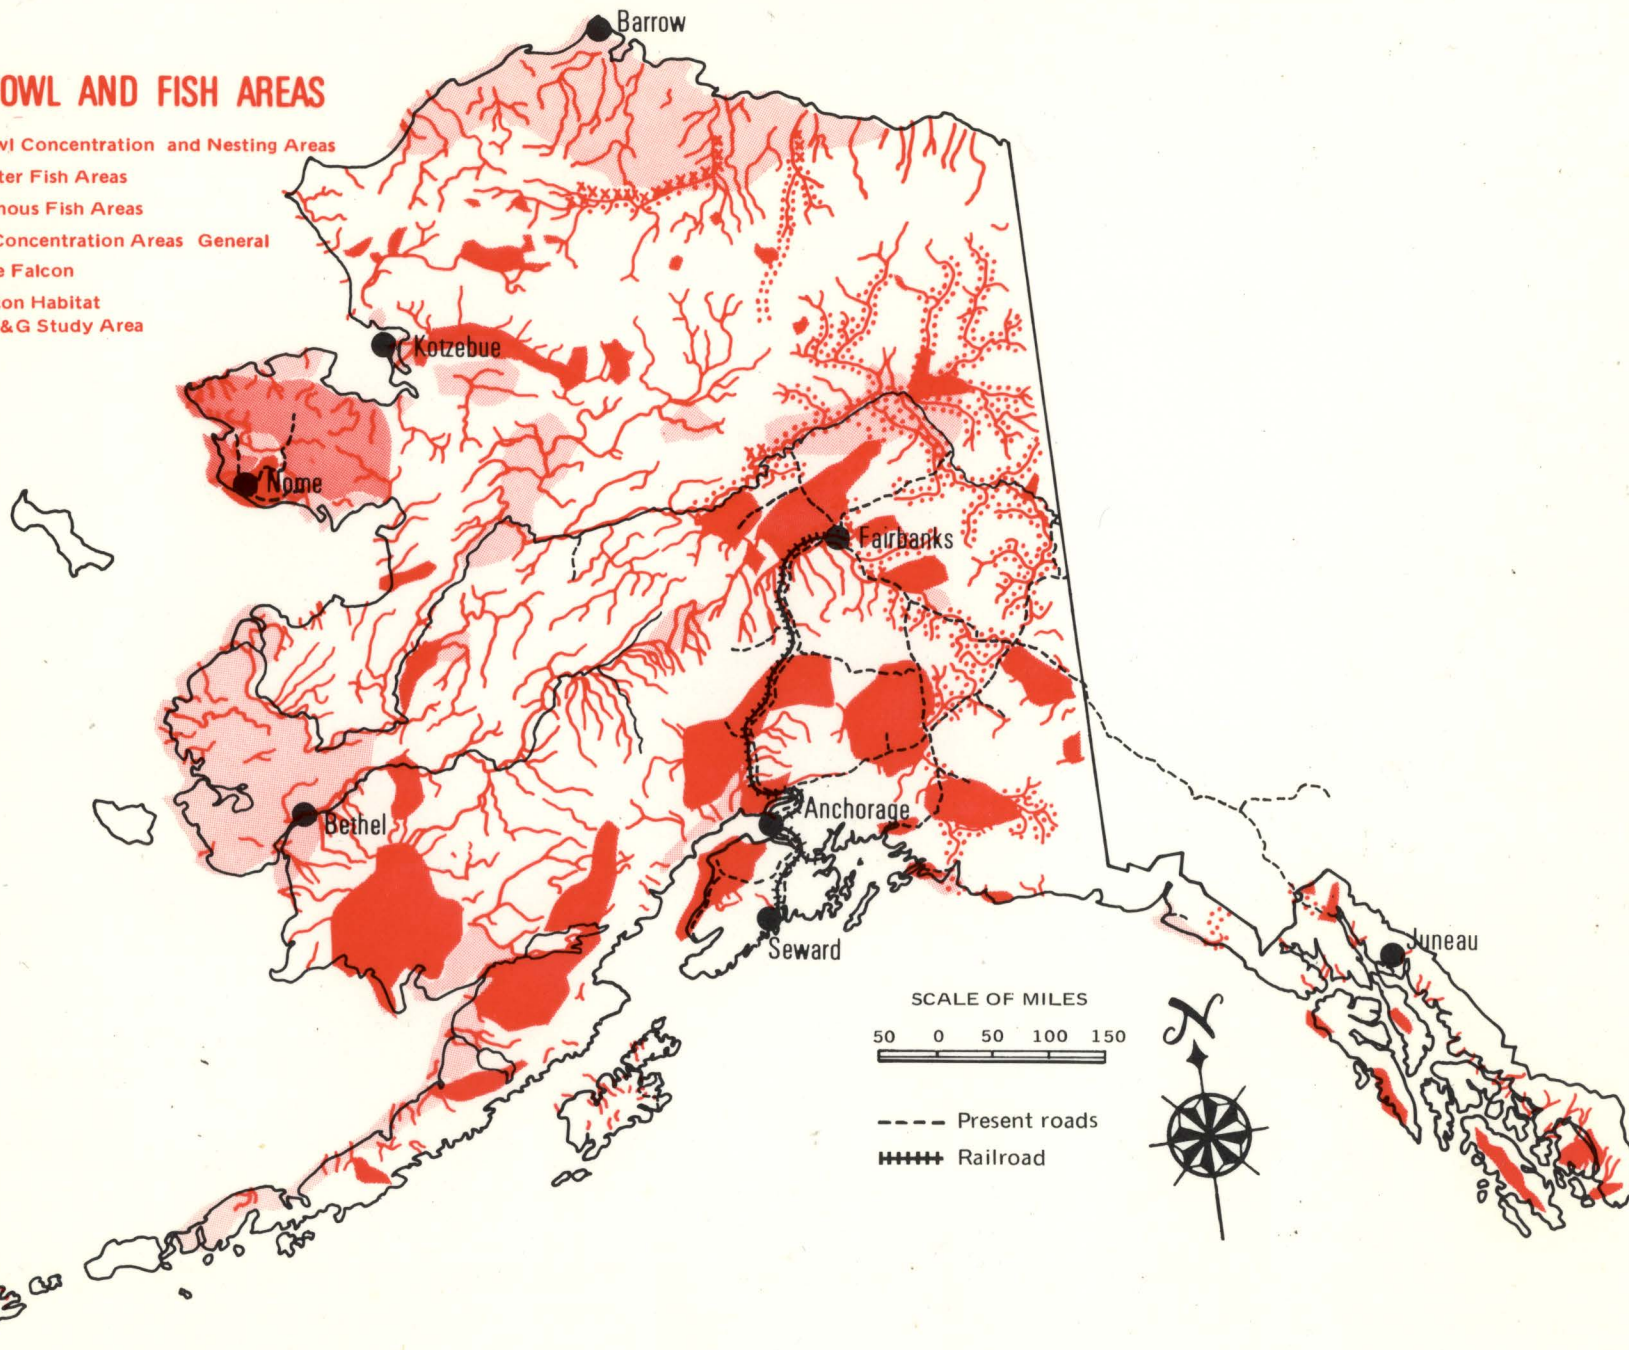 Barrow
OWL AND FISH AREAS
wl Concentration and Nesting Areas
ter Fish Areas
nous Fish Areas
Concentration Areas General
e Falcon
con Habitat
&G Study Area
Kotzebue
Nome
Fairbanks
Anchorage
Bethel
Seward
Juneau
SCALE OF MILES
50 0 50 100 150
N
Present roads
Railroad